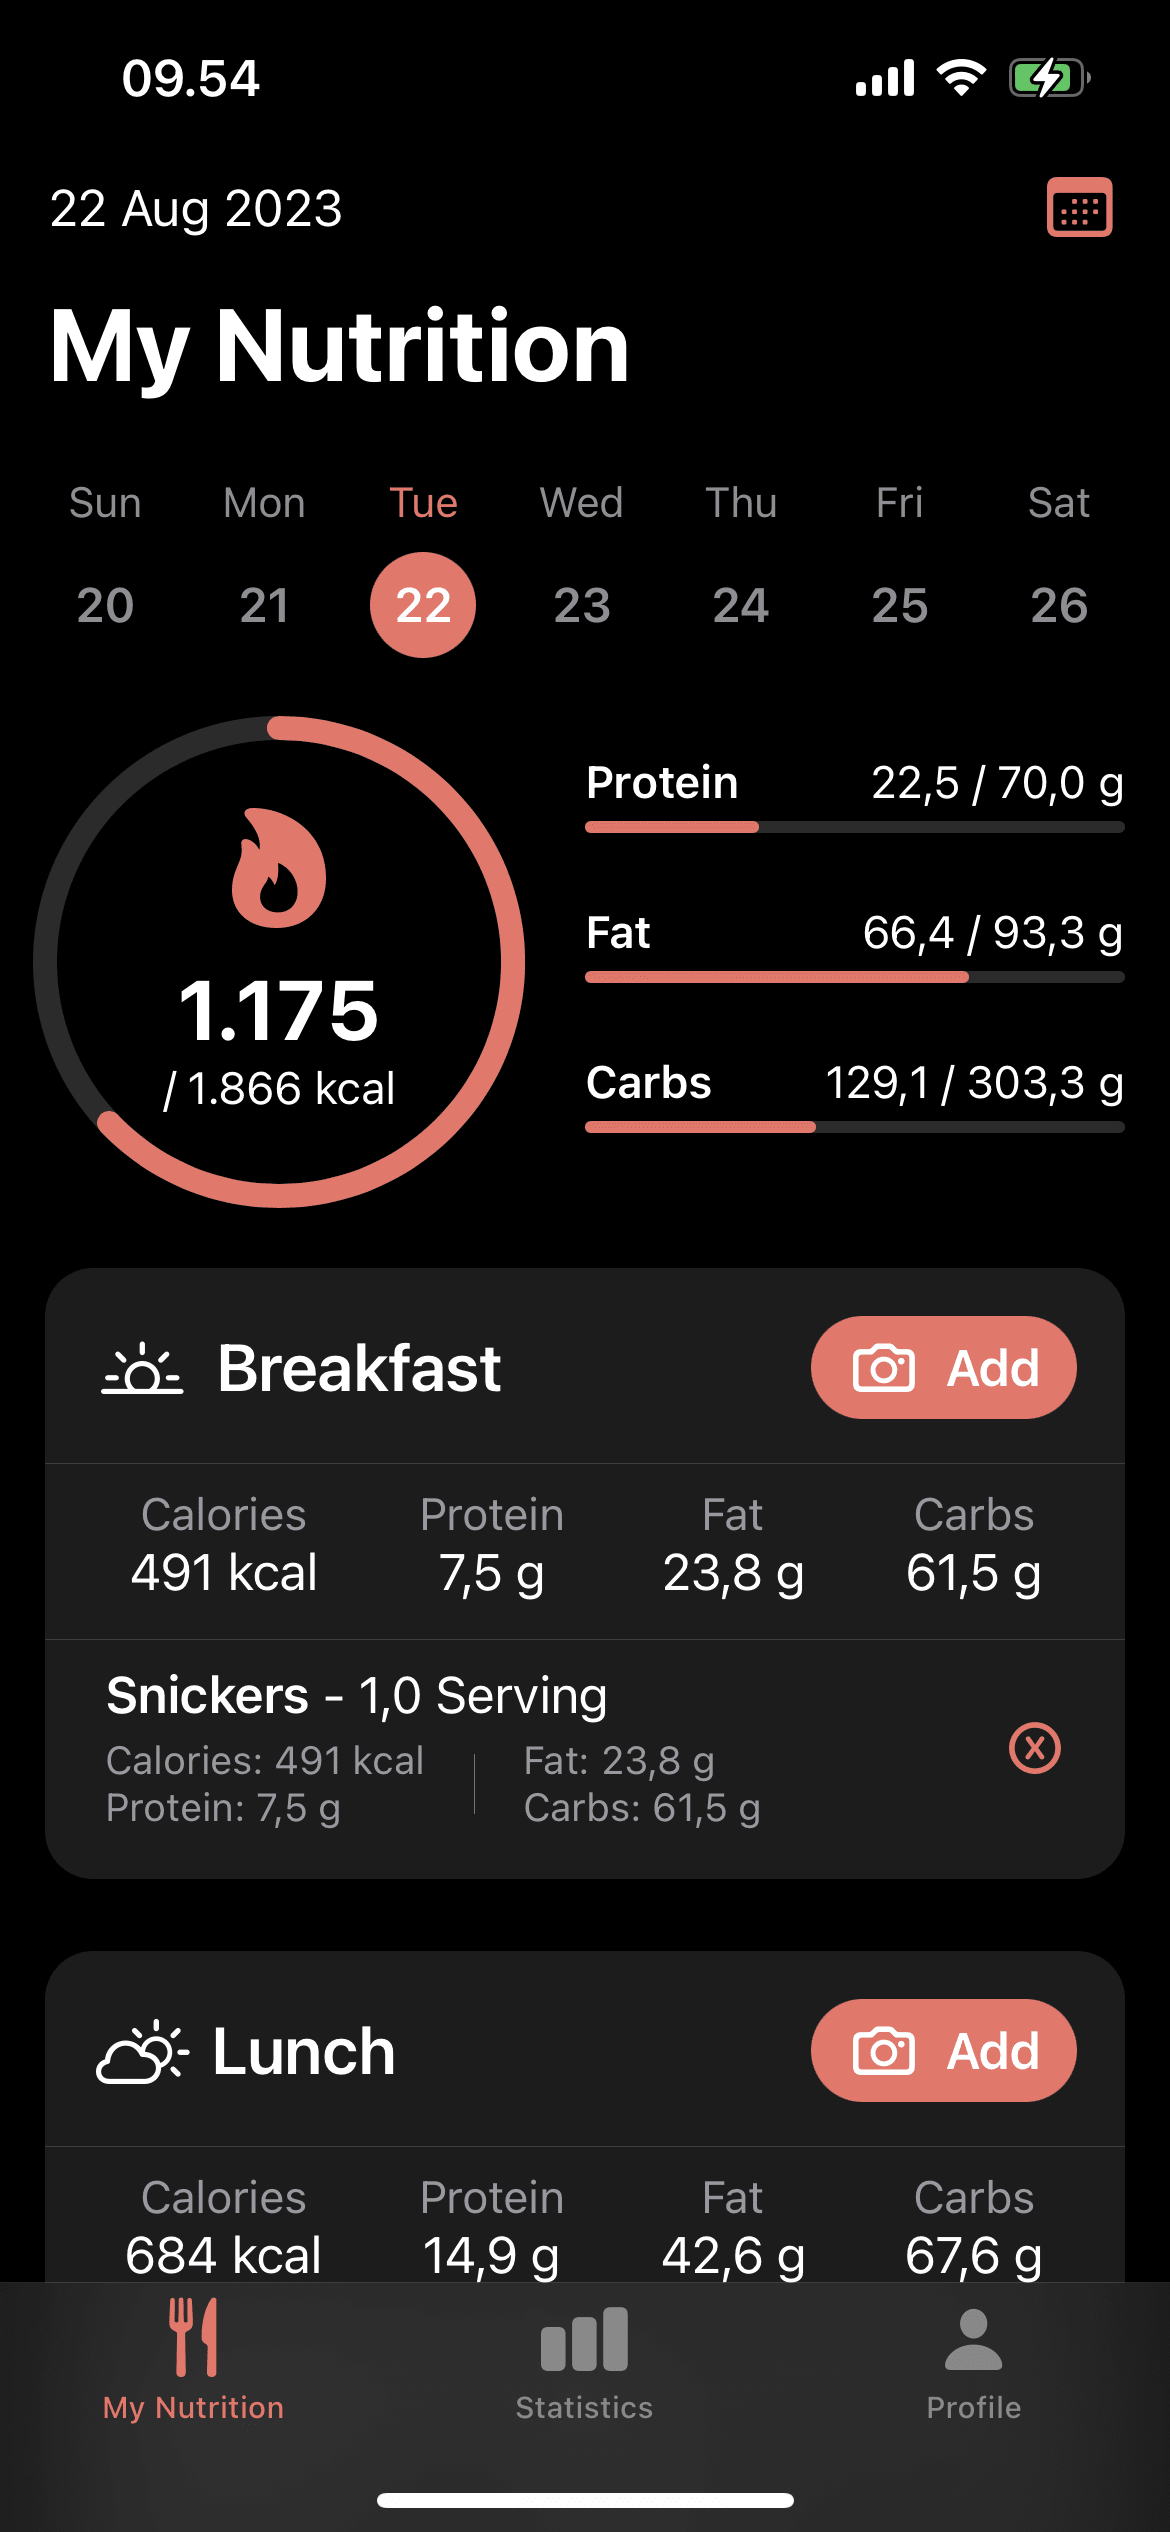 09.54
22 Aug 2023
My Nutrition
Sun Mon Tue Wed Thu Fri Sat
20 21 22 23 24 25 26
1.175
/ 1.866 kcal
Protein 22,5 / 70,0 g
Fat 66,4 / 93,3 g
Carbs 129,1 / 303,3 g
Breakfast Add
Calories Protein Fat Carbs
491 kcal 7,5 g 23,8 g 61,5 g
Snickers - 1,0 Serving
Calories: 491 kcal Fat: 23,8 g
Protein: 7,5 g Carbs: 61,5 g
Lunch Add
Calories Protein Fat Carbs
684 kcal 14,9 g 42,6 g 67,6 g
My Nutrition Statistics Profile